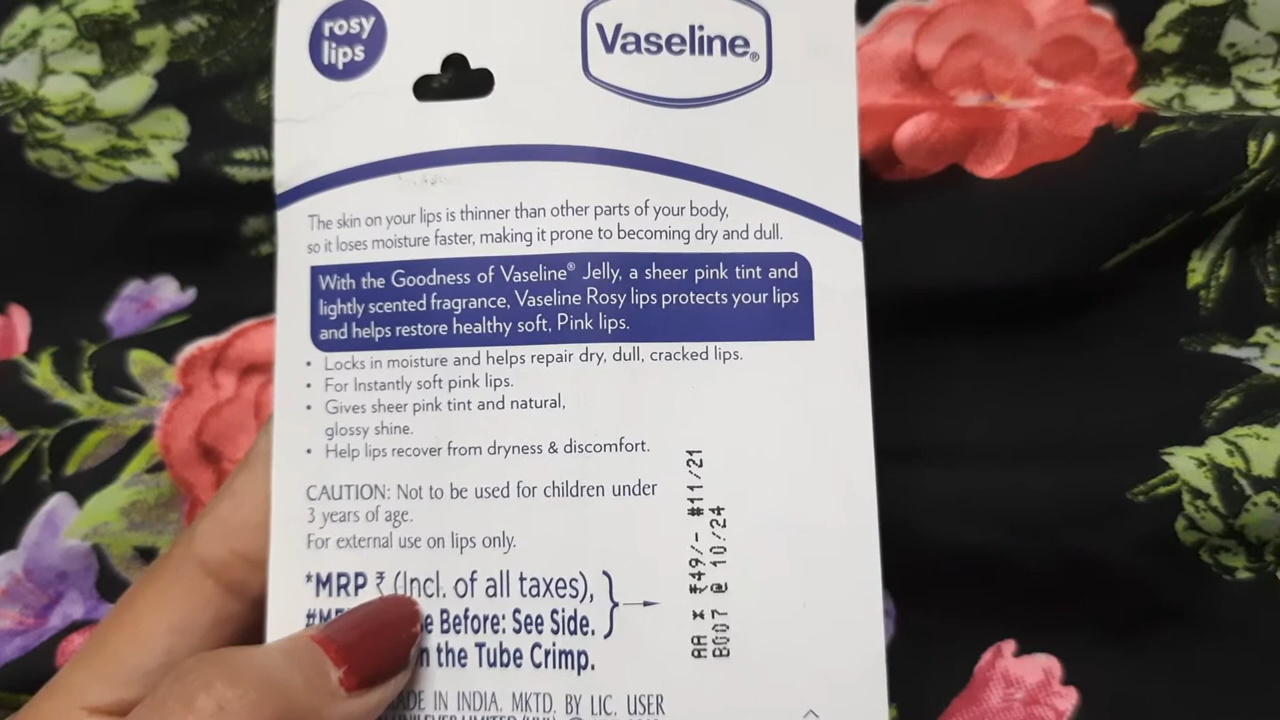 rosy
lips
Vaseline®
The skin on your lips is thinner than other parts of your body,
so it loses moisture faster, making it prone to becoming dry and dull.
With the Goodness of Vaseline® Jelly, a sheer pink tint and
lightly scented fragrance, Vaseline Rosy lips protects your lips
and helps restore healthy soft, Pink lips.
• Locks in moisture and helps repair dry, dull, cracked lips.
• For Instantly soft pink lips.
• Gives sheer pink tint and natural,
glossy shine.
• Help lips recover from dryness & discomfort.
CAUTION: Not to be used for children under
3 years of age.
For external use on lips only.
*MRP ₹ (Incl. of all taxes),
Before: See Side.
the Tube Crimp.
AA * ₹49/- #11/21
B007 @ 10/24
IN INDIA. MKTD. BY LIC. USER
LIMITED